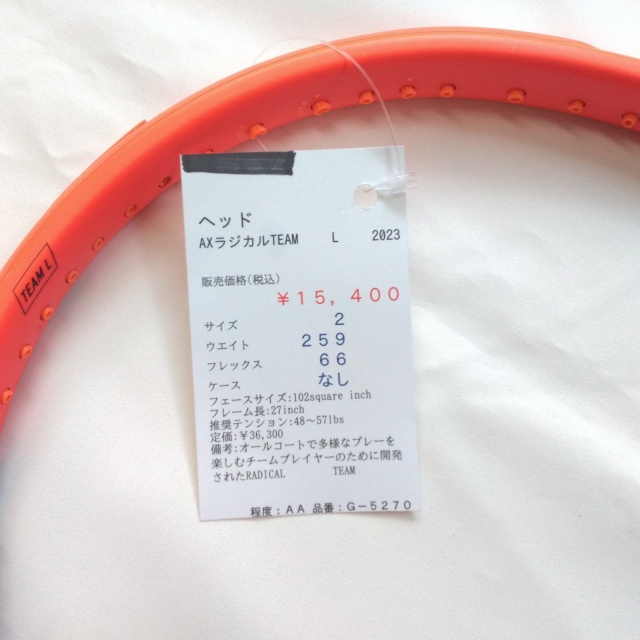 TEAM L
ヘッド
AXラジカルTEAM L 2023
販売価格(税込)
¥15,400
サイズ 2
ウエイト 259
フレックス 66
ケース なし
フェースサイズ:102square inch
フレーム長:27inch
推奨テンション:48~57lbs
定価:¥36,300
備考:オールコートで多様なプレーを
楽しむチームプレイヤーのために開発
されたRADICAL TEAM
程度:AA 品番:G-5270